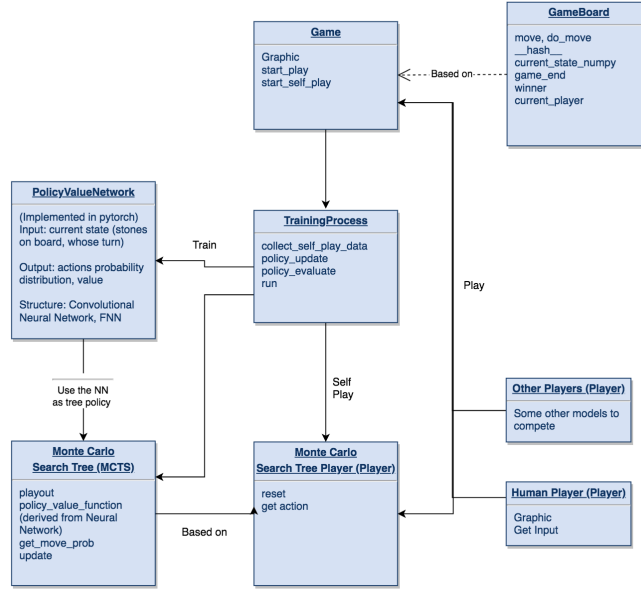 Game
Graphic
start_play
start_self_play
GameBoard
move, do_move
__hash__
current_state_numpy
game_end
winner
current_player
Based on
PolicyValueNetwork
(Implemented in pytorch)
Input: current state (stones
on board, whose turn)
Output: actions probability
distribution, value
Structure: Convolutional
Neural Network, FNN
Train
TrainingProcess
collect_self_play_data
policy_update
policy_evaluate
run
Play
Use the NN
as tree policy
Self
Play
Other Players (Player)
Some other models to
compete
Monte Carlo
Search Tree (MCTS)
playout
policy_value_function
(derived from Neural
Network)
get_move_prob
update
Based on
Monte Carlo
Search Tree Player (Player)
reset
get action
Human Player (Player)
Graphic
Get Input